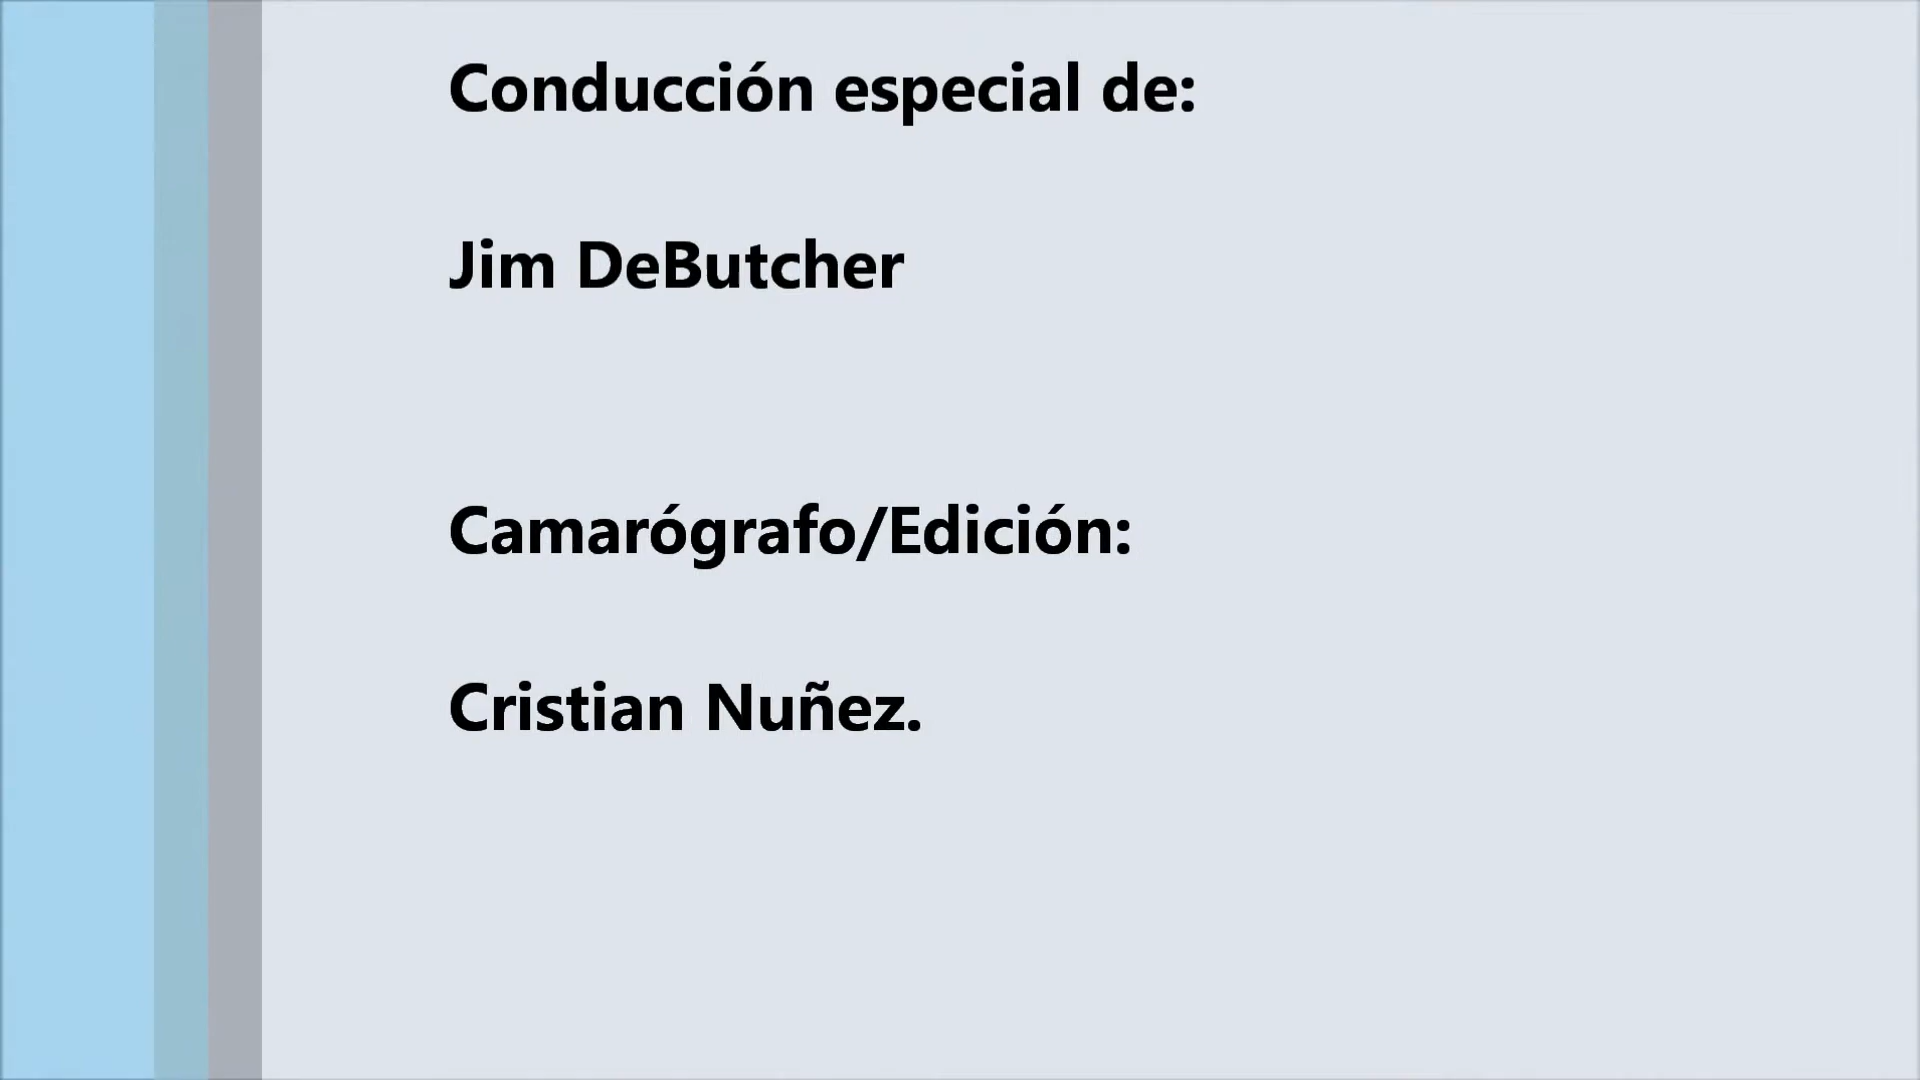 Conducción especial de:
Jim DeButcher
Camarógrafo/Edición:
Cristian Nuñez.